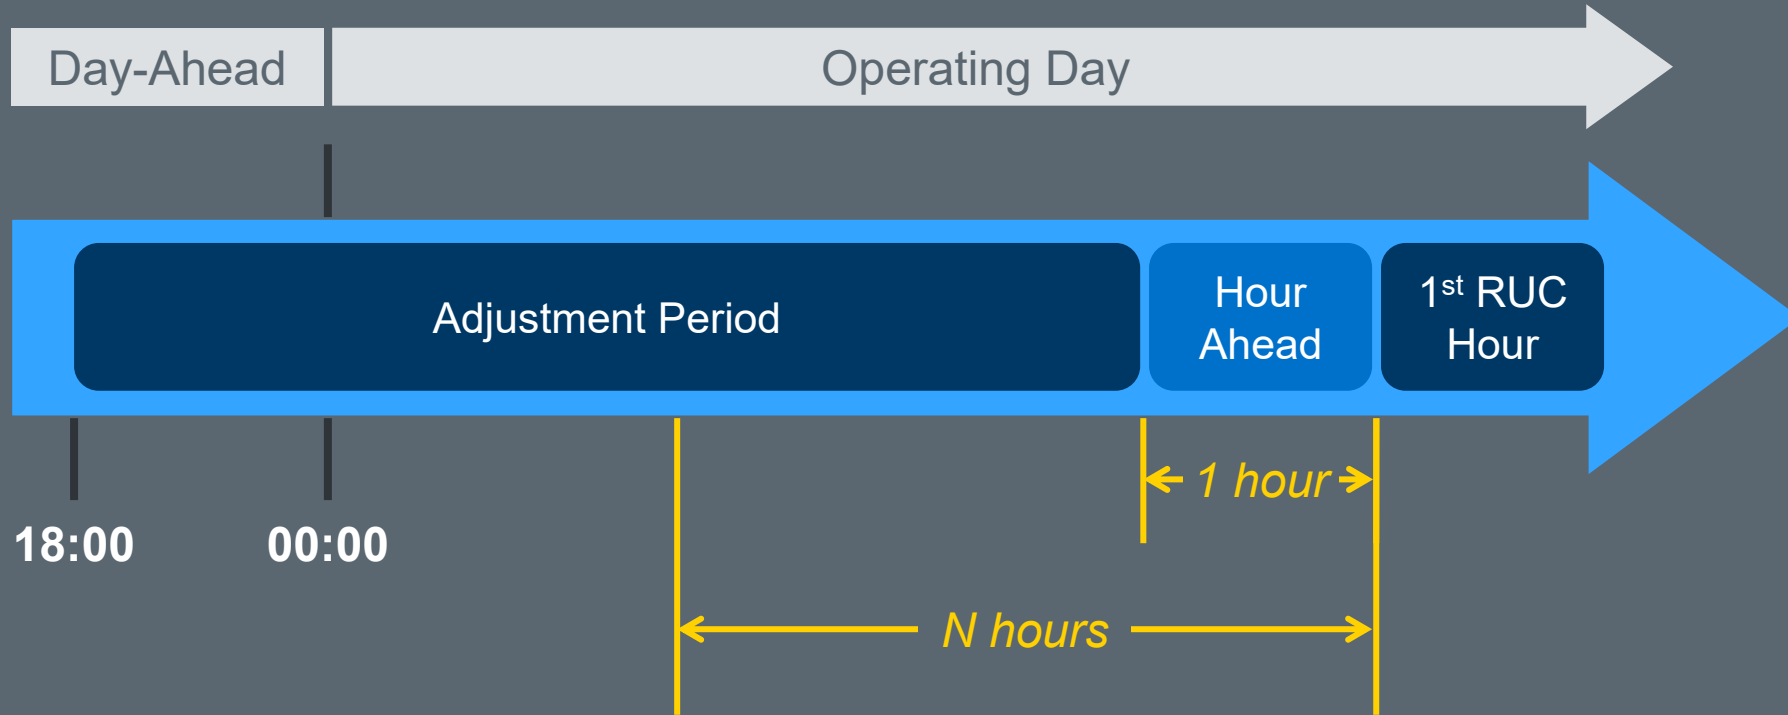 Day-Ahead
Operating Day
Adjustment Period
Hour
Ahead
1st RUC
Hour
1 hour
18:00
00:00
N hours